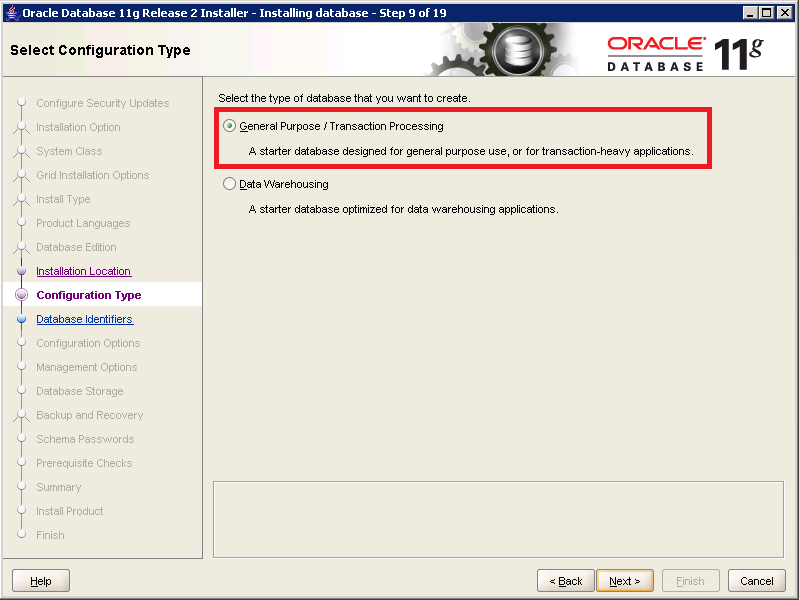 Oracle Database 11g Release 2 Installer - Installing database - Step 9 of 19
Select Configuration Type
ORACLE
DATABASE
11g
Configure Security Updates
Installation Option
System Class
Grid Installation Options
Install Type
Product Languages
Database Edition
Installation Location
Configuration Type
Database Identifiers
Configuration Options
Management Options
Database Storage
Backup and Recovery
Schema Passwords
Prerequisite Checks
Summary
Install Product
Finish
Select the type of database that you want to create.
General Purpose / Transaction Processing
A starter database designed for general purpose use, or for transaction-heavy applications.
Data Warehousing
A starter database optimized for data warehousing applications.
Help
< Back
Next >
Finish
Cancel